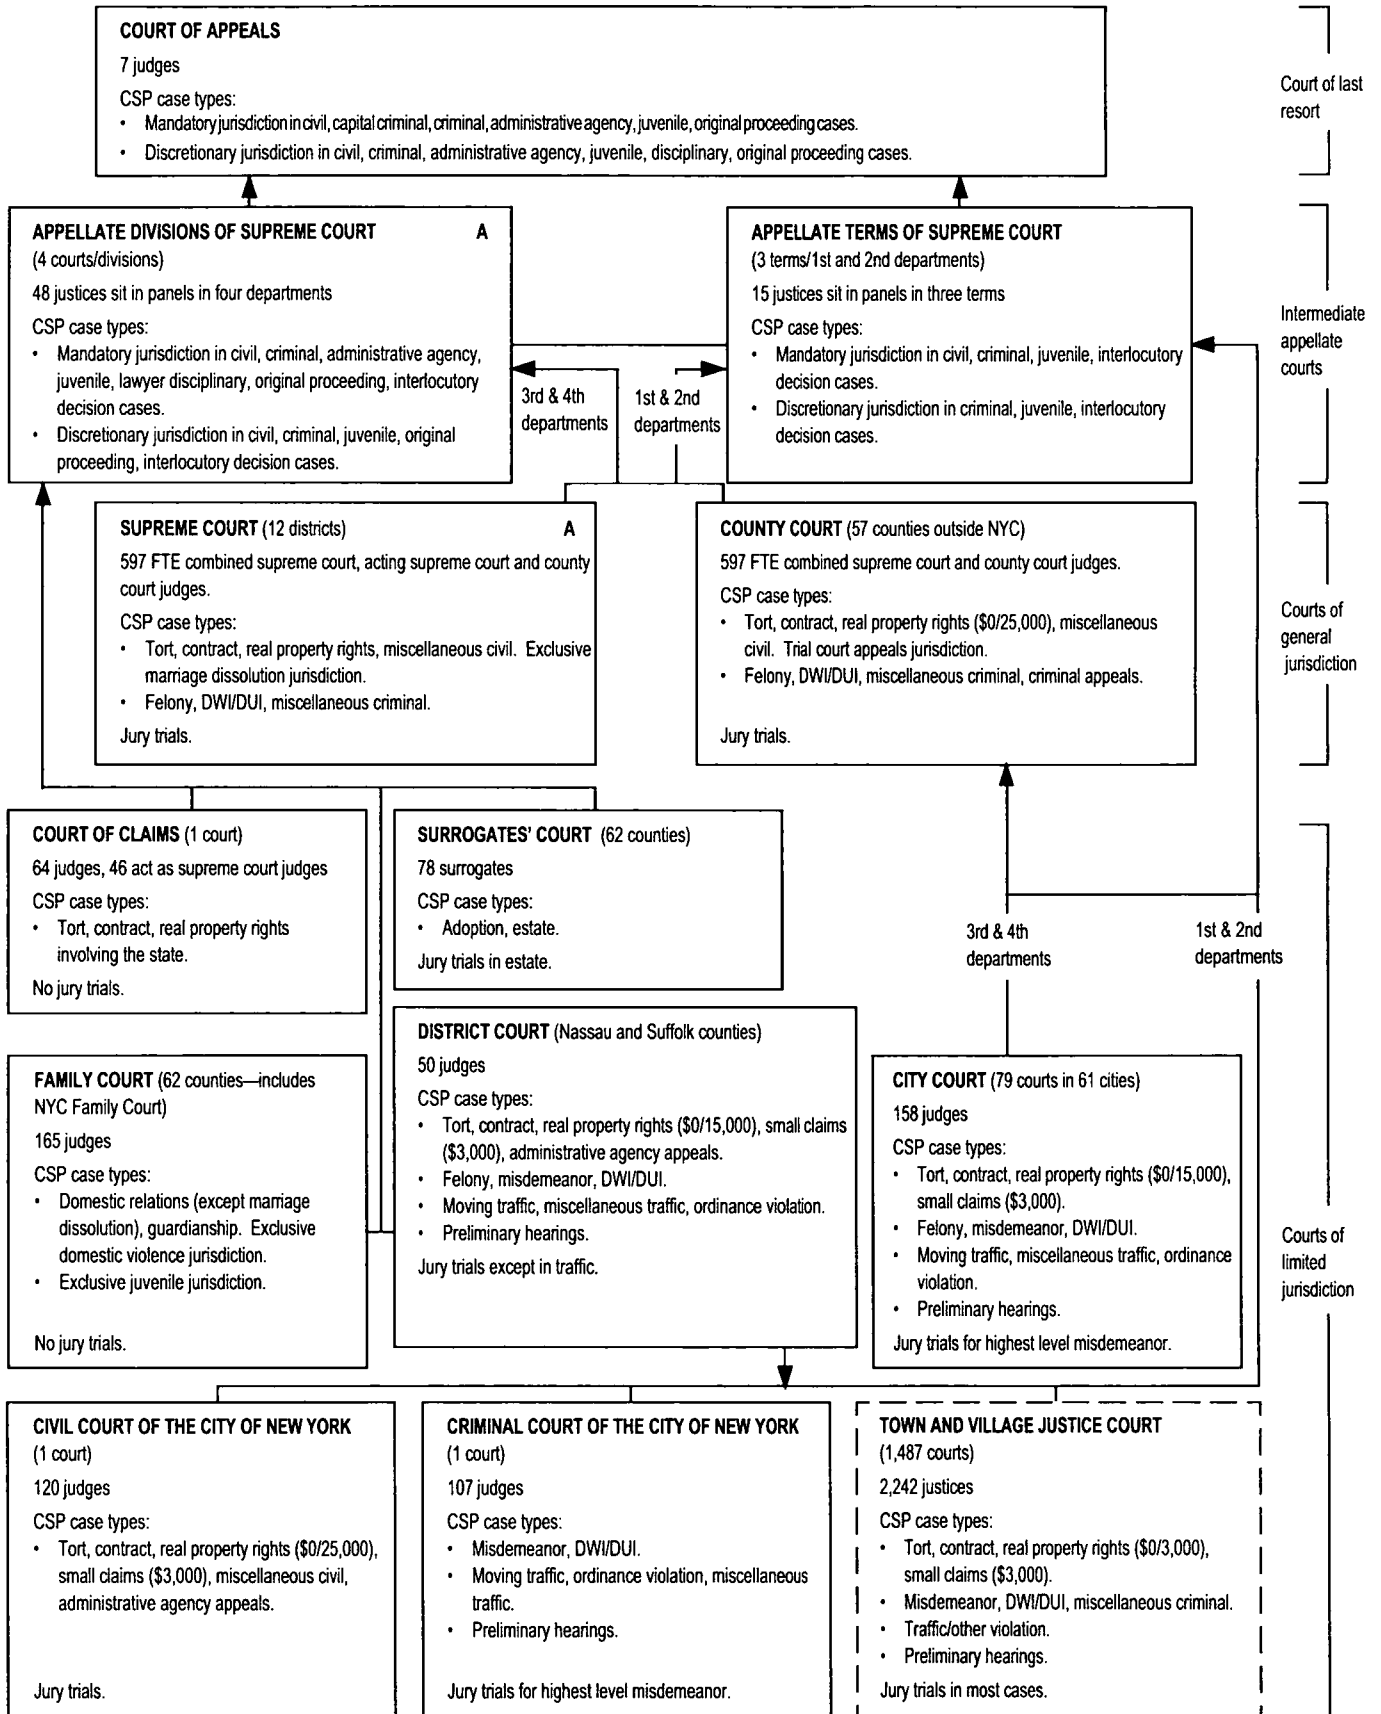 COURT OF APPEALS
7 judges
CSP case types:
• Mandatory jurisdiction in civil, capital criminal, criminal, administrative agency, juvenile, original proceeding cases.
• Discretionary jurisdiction in civil, criminal, administrative agency, juvenile, disciplinary, original proceeding cases.
Court of last
resort
APPELLATE DIVISIONS OF SUPREME COURT A
(4 courts/divisions)
48 justices sit in panels in four departments
CSP case types:
• Mandatory jurisdiction in civil, criminal, administrative agency,
juvenile, lawyer disciplinary, original proceeding, interlocutory
decision cases.
• Discretionary jurisdiction in civil, criminal, juvenile, original
proceeding, interlocutory decision cases.
3rd & 4th
departments
1st & 2nd
departments
APPELLATE TERMS OF SUPREME COURT
(3 terms/1st and 2nd departments)
15 justices sit in panels in three terms
CSP case types:
• Mandatory jurisdiction in civil, criminal, juvenile, interlocutory
decision cases.
• Discretionary jurisdiction in criminal, juvenile, interlocutory
decision cases.
Intermediate
appellate
courts
SUPREME COURT (12 districts) A
597 FTE combined supreme court, acting supreme court and county
court judges.
CSP case types:
• Tort, contract, real property rights, miscellaneous civil. Exclusive
marriage dissolution jurisdiction.
• Felony, DWI/DUI, miscellaneous criminal.
Jury trials.
COUNTY COURT (57 counties outside NYC)
597 FTE combined supreme court and county court judges.
CSP case types:
• Tort, contract, real property rights ($0/25,000), miscellaneous
civil. Trial court appeals jurisdiction.
• Felony, DWI/DUI, miscellaneous criminal, criminal appeals.
Jury trials.
Courts of
general
jurisdiction
COURT OF CLAIMS (1 court)
64 judges, 46 act as supreme court judges
CSP case types:
• Tort, contract, real property rights
involving the state.
No jury trials.
SURROGATES' COURT (62 counties)
78 surrogates
CSP case types:
• Adoption, estate.
Jury trials in estate.
3rd & 4th
departments
1st & 2nd
departments
FAMILY COURT (62 counties—includes
NYC Family Court)
165 judges
CSP case types:
• Domestic relations (except marriage
dissolution), guardianship. Exclusive
domestic violence jurisdiction.
• Exclusive juvenile jurisdiction.
No jury trials.
DISTRICT COURT (Nassau and Suffolk counties)
50 judges
CSP case types:
• Tort, contract, real property rights ($0/15,000), small claims
($3,000), administrative agency appeals.
• Felony, misdemeanor, DWI/DUI.
• Moving traffic, miscellaneous traffic, ordinance violation.
• Preliminary hearings.
Jury trials except in traffic.
CITY COURT (79 courts in 61 cities)
158 judges
CSP case types:
• Tort, contract, real property rights ($0/15,000),
small claims ($3,000).
• Felony, misdemeanor, DWI/DUI.
• Moving traffic, miscellaneous traffic, ordinance
violation.
• Preliminary hearings.
Jury trials for highest level misdemeanor.
Courts of
limited
jurisdiction
CIVIL COURT OF THE CITY OF NEW YORK
(1 court)
120 judges
CSP case types:
• Tort, contract, real property rights ($0/25,000),
small claims ($3,000), miscellaneous civil,
administrative agency appeals.
Jury trials.
CRIMINAL COURT OF THE CITY OF NEW YORK
(1 court)
107 judges
CSP case types:
• Misdemeanor, DWI/DUI.
• Moving traffic, ordinance violation, miscellaneous
traffic.
• Preliminary hearings.
Jury trials for highest level misdemeanor.
TOWN AND VILLAGE JUSTICE COURT
(1,487 courts)
2,242 justices
CSP case types:
• Tort, contract, real property rights ($0/3,000),
small claims ($3,000).
• Misdemeanor, DWI/DUI, miscellaneous criminal.
• Traffic/other violation.
• Preliminary hearings.
Jury trials in most cases.